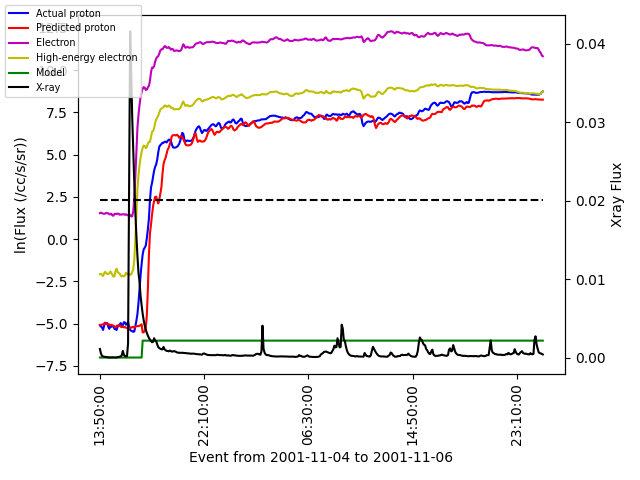 Actual proton
Predicted proton
Electron
High-energy electron
Model
X-ray
7.5
5.0
2.5
0.0
−2.5
−5.0
−7.5
ln(Flux (/cc/s/sr))
0.04
0.03
0.02
0.01
0.00
Xray Flux
13:50:00
22:10:00
06:30:00
14:50:00
23:10:00
Event from 2001-11-04 to 2001-11-06